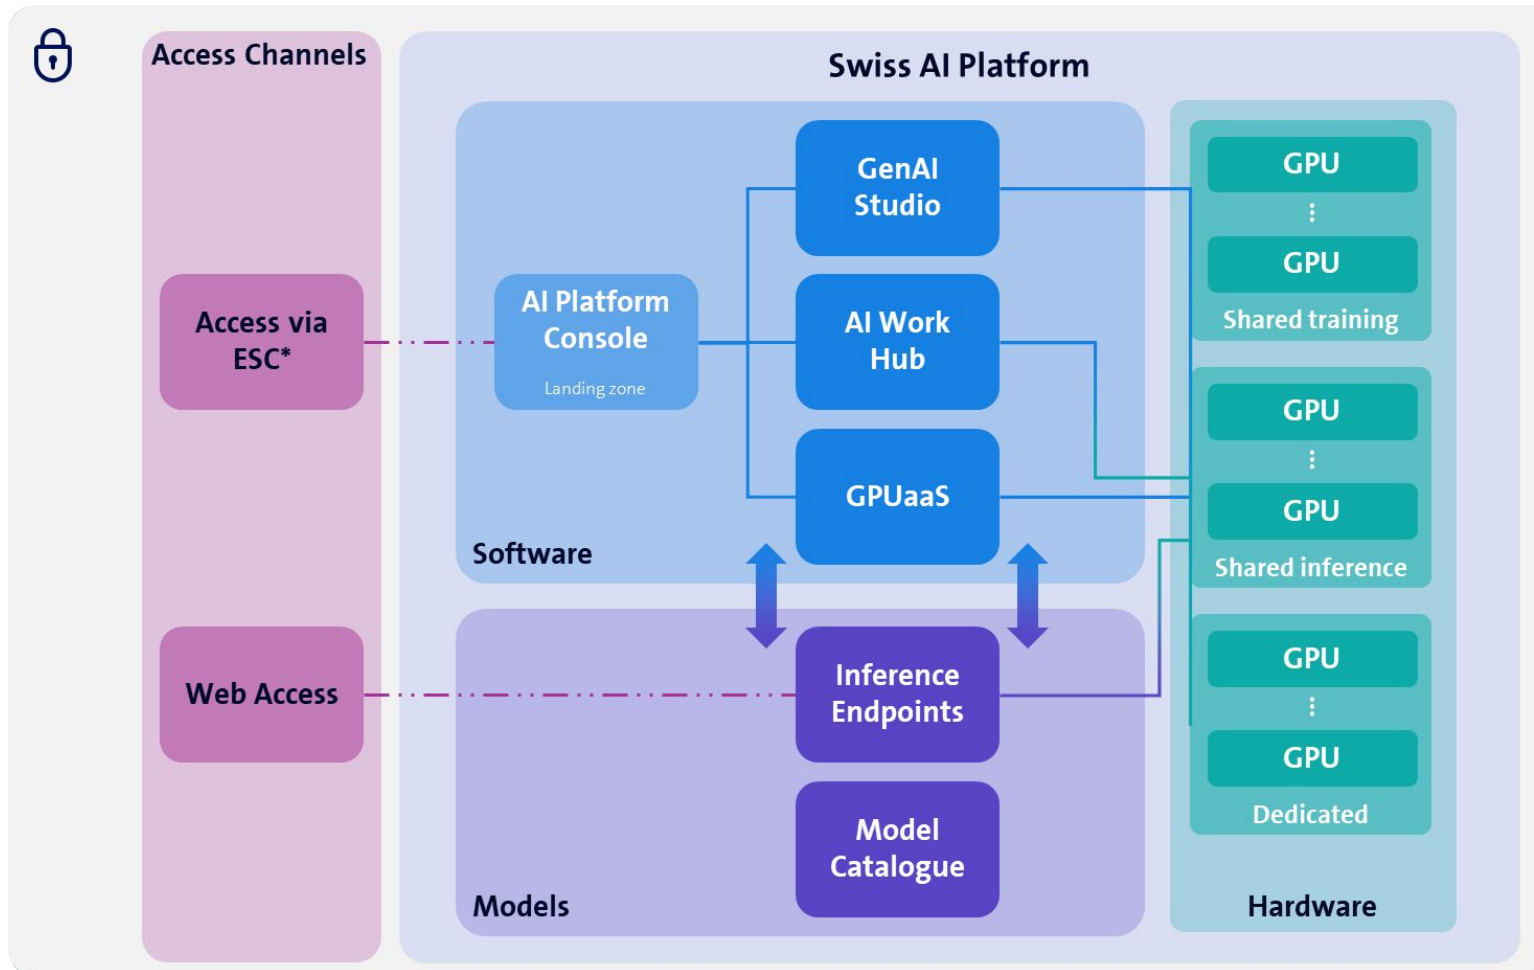 Access Channels
Swiss AI Platform
Access via
ESC*
Web Access
AI Platform
Console
Landing zone
GenAI
Studio
AI Work
Hub
GPUaaS
Software
Inference
Endpoints
Model
Catalogue
Models
GPU
GPU
Shared training
GPU
GPU
Shared inference
GPU
GPU
Dedicated
Hardware